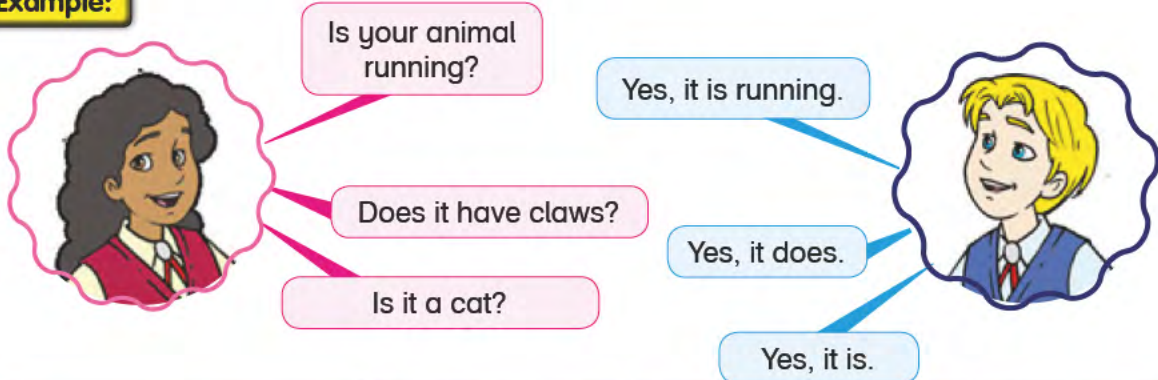 Example:
Is your animal
running?
Yes, it is running.
Does it have claws?
Yes, it does.
Is it a cat?
Yes, it is.